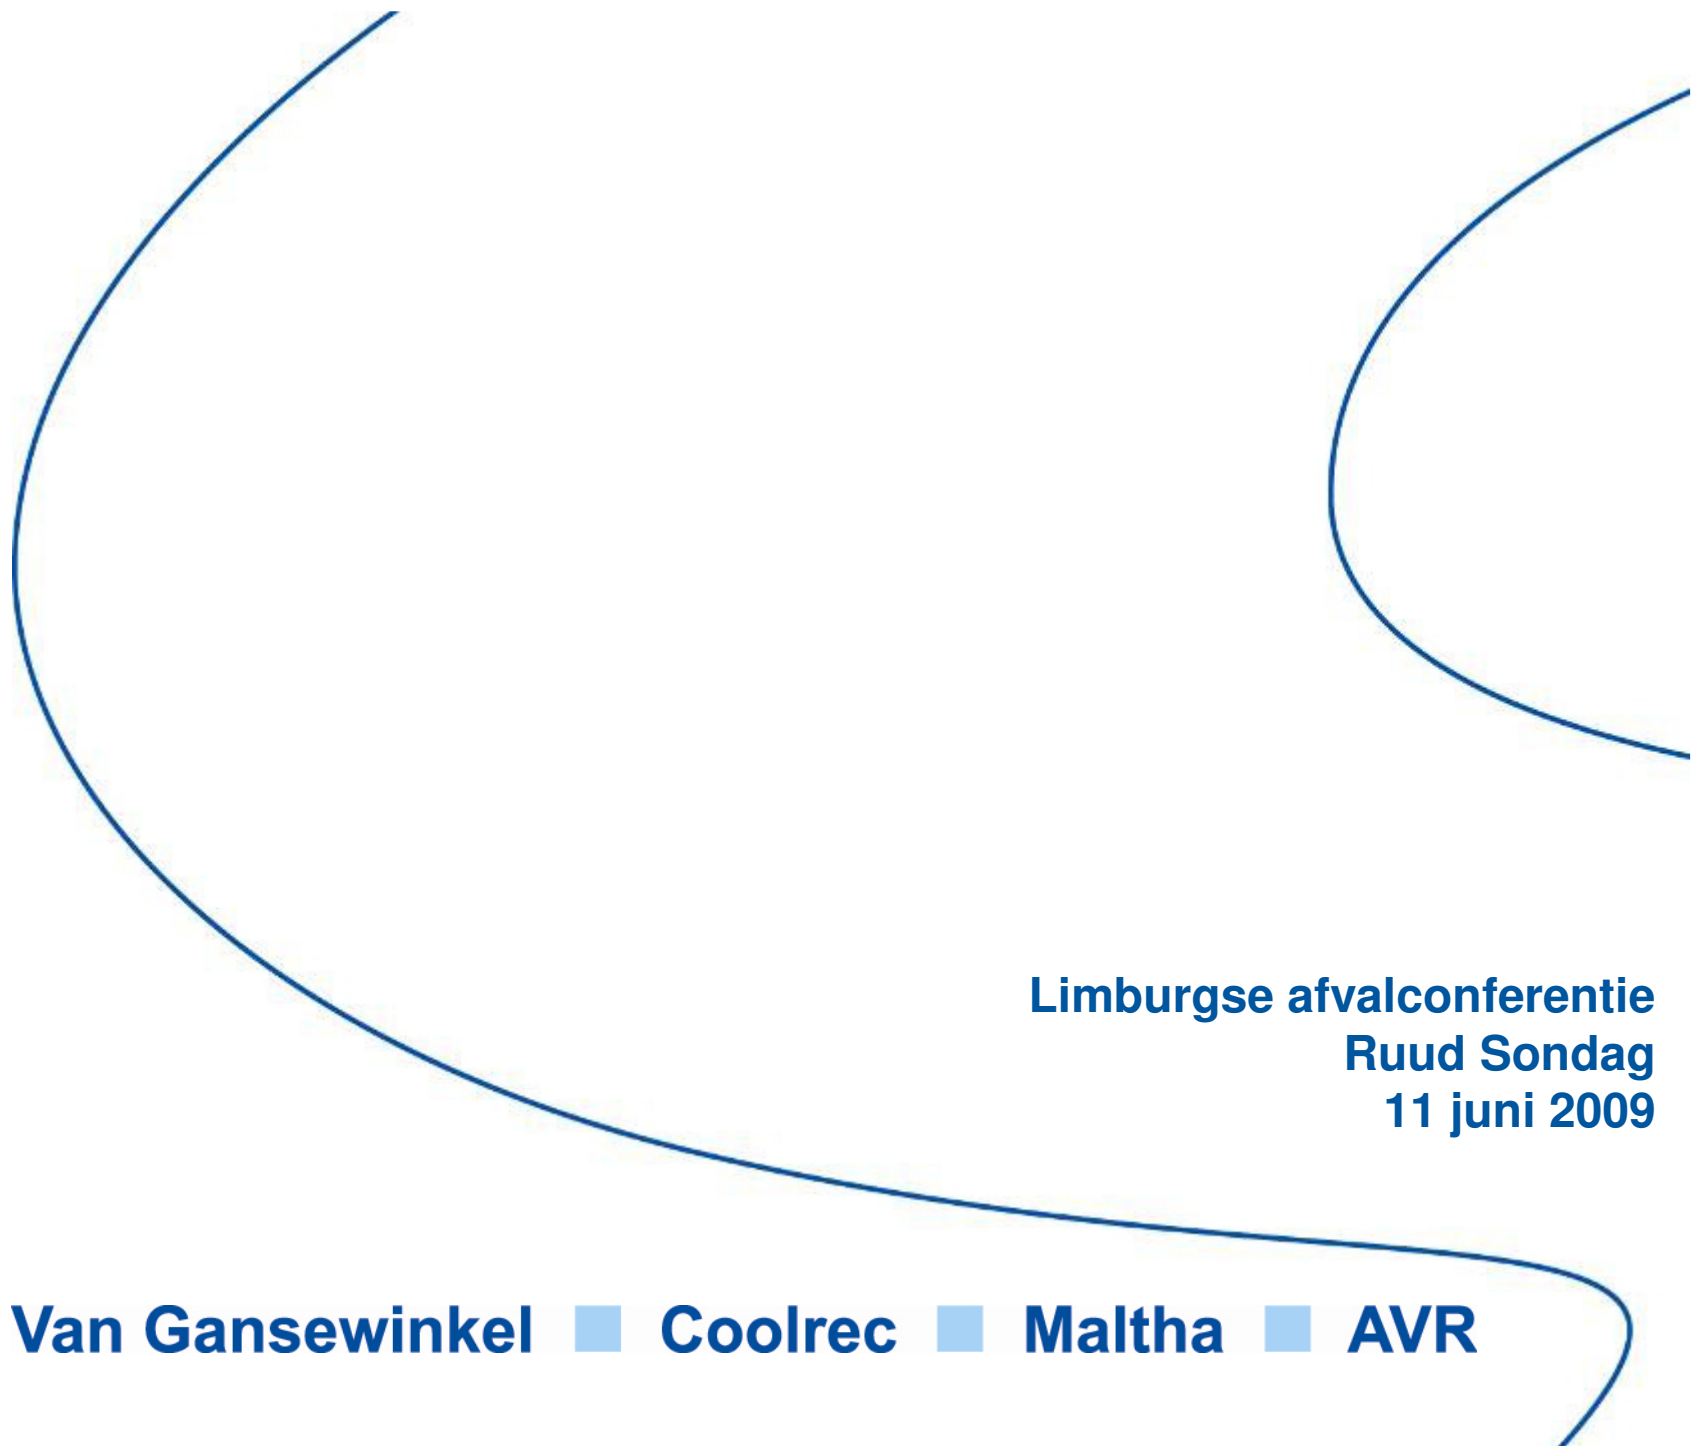 Limburgse afvalconferentie
Ruud Sondag
11 juni 2009
Van Gansewinkel Coolrec Maltha AVR